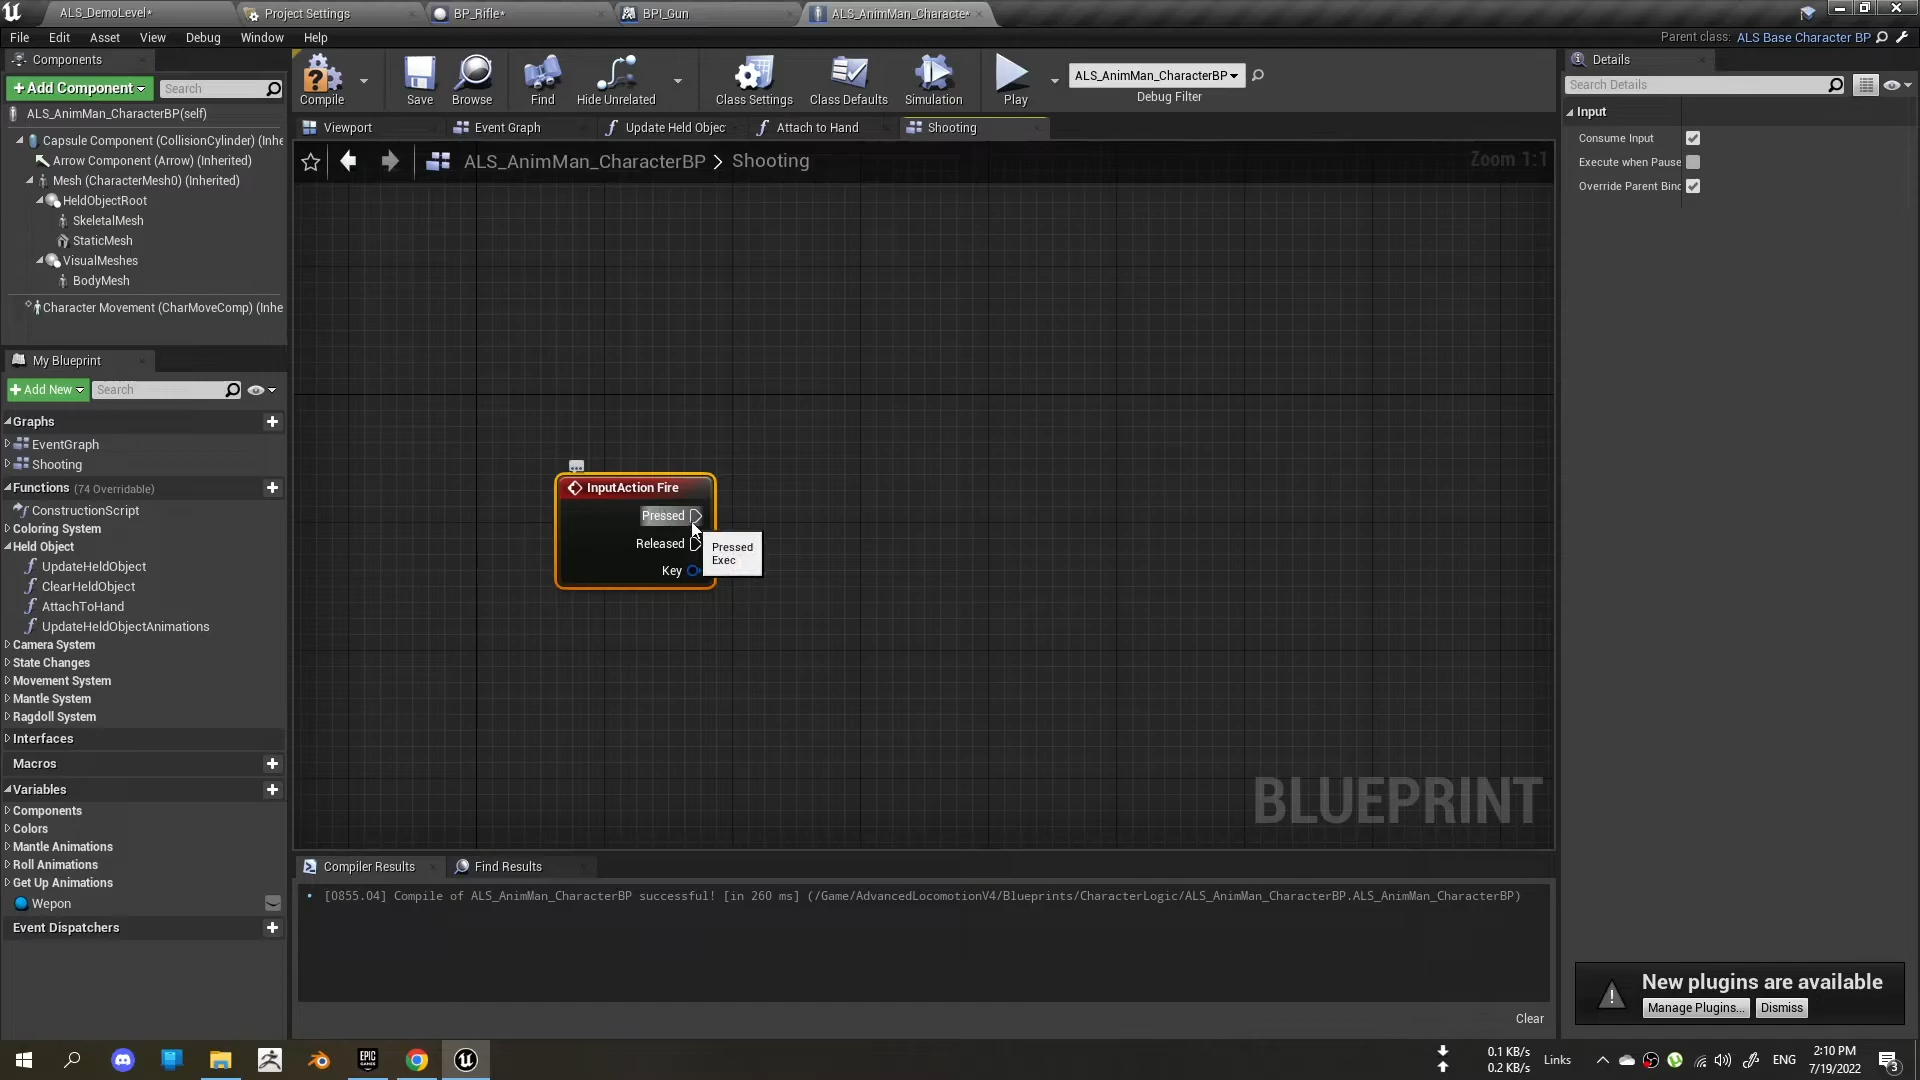 ALS_DemoLevel*
Project Settings
BP_Rifle*
BPI_Gun
ALS_AnimMan_Characte*
File Edit Asset View Debug Window Help
Parent class: ALS Base Character BP
Components
+Add Component
Search
ALS_AnimMan_CharacterBP(self)
Capsule Component (CollisionCylinder) (Inhe
Arrow Component (Arrow) (Inherited)
Mesh (CharacterMesh0) (Inherited)
HeldObjectRoot
SkeletalMesh
StaticMesh
VisualMeshes
BodyMesh
Character Movement (CharMoveComp) (Inhe
My Blueprint
+Add New
Search
Graphs
EventGraph
Shooting
Functions (74 Overridable)
ConstructionScript
Coloring System
Held Object
UpdateHeldObject
ClearHeldObject
AttachToHand
UpdateHeldObjectAnimations
Camera System
State Changes
Movement System
Mantle System
Ragdoll System
Interfaces
Macros
Variables
Components
Colors
Mantle Animations
Roll Animations
Get Up Animations
Wepon
Event Dispatchers
Compile
Save
Browse
Find
Hide Unrelated
Class Settings
Class Defaults
Simulation
Play
ALS_AnimMan_CharacterBP
Debug Filter
Viewport
Event Graph
Update Held Objec
Attach to Hand
Shooting
ALS_AnimMan_CharacterBP > Shooting
Zoom 1:1
InputAction Fire
Pressed
Released
Key
Pressed
Exec
BLUEPRINT
Compiler Results
Find Results
[0855.04] Compile of ALS_AnimMan_CharacterBP successful! [in 260 ms] (/Game/AdvancedLocomotionV4/Blueprints/CharacterLogic/ALS_AnimMan_CharacterBP.ALS_AnimMan_CharacterBP)
Clear
Details
Search Details
Input
Consume Input
Execute when Pause
Override Parent Binc
New plugins are available
Manage Plugins...
Dismiss
EPIC
GAMES
0.1 KB/s
0.2 KB/s
Links
ENG
2:10 PM
7/19/2022
3